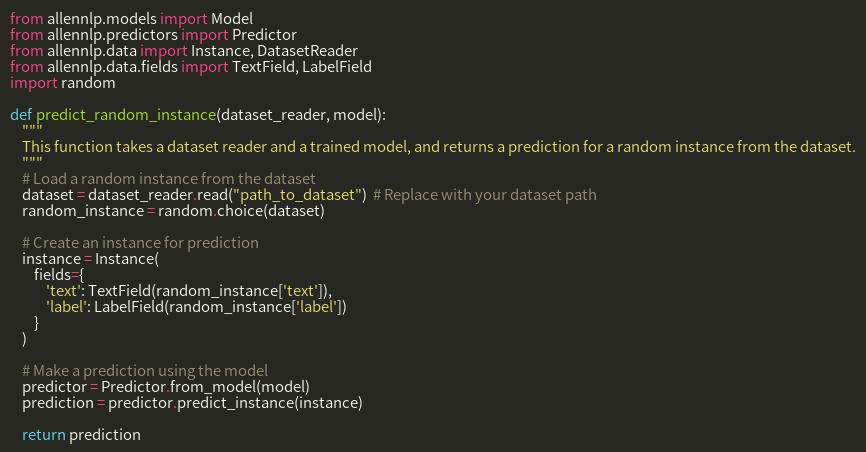 from allennlp.models import Model
from allennlp.predictors import Predictor
from allennlp.data import Instance, DatasetReader
from allennlp.data.fields import TextField, LabelField
import random

def predict_random_instance(dataset_reader, model):
    """
    This function takes a dataset reader and a trained model, and returns a prediction for a random instance from the dataset.
    """
    # Load a random instance from the dataset
    dataset = dataset_reader.read("path_to_dataset")  # Replace with your dataset path
    random_instance = random.choice(dataset)

    # Create an instance for prediction
    instance = Instance(
        fields={
            'text': TextField(random_instance['text']),
            'label': LabelField(random_instance['label'])
        }
    )

    # Make a prediction using the model
    predictor = Predictor.from_model(model)
    prediction = predictor.predict_instance(instance)

    return prediction